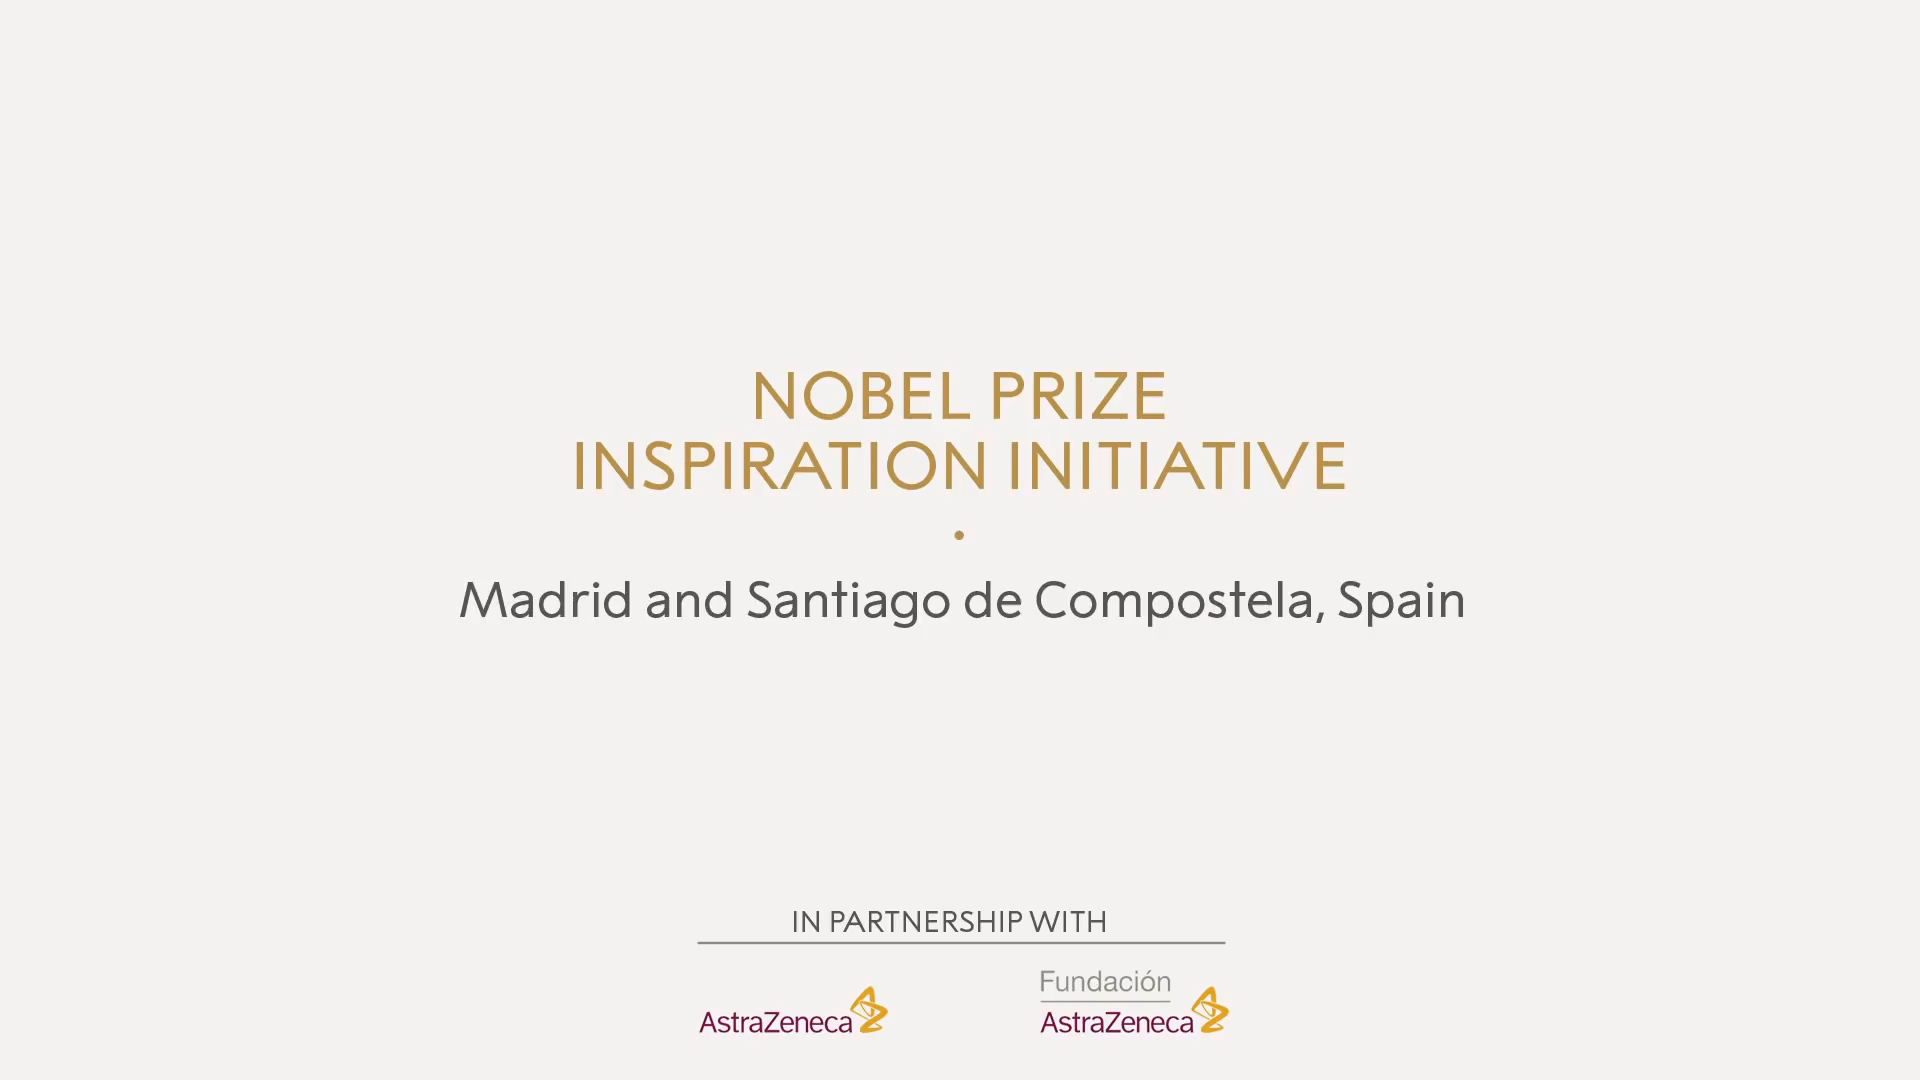 NOBEL PRIZE
INSPIRATION INITIATIVE
Madrid and Santiago de Compostela, Spain
IN PARTNERSHIP WITH
AstraZeneca
Fundación
AstraZeneca